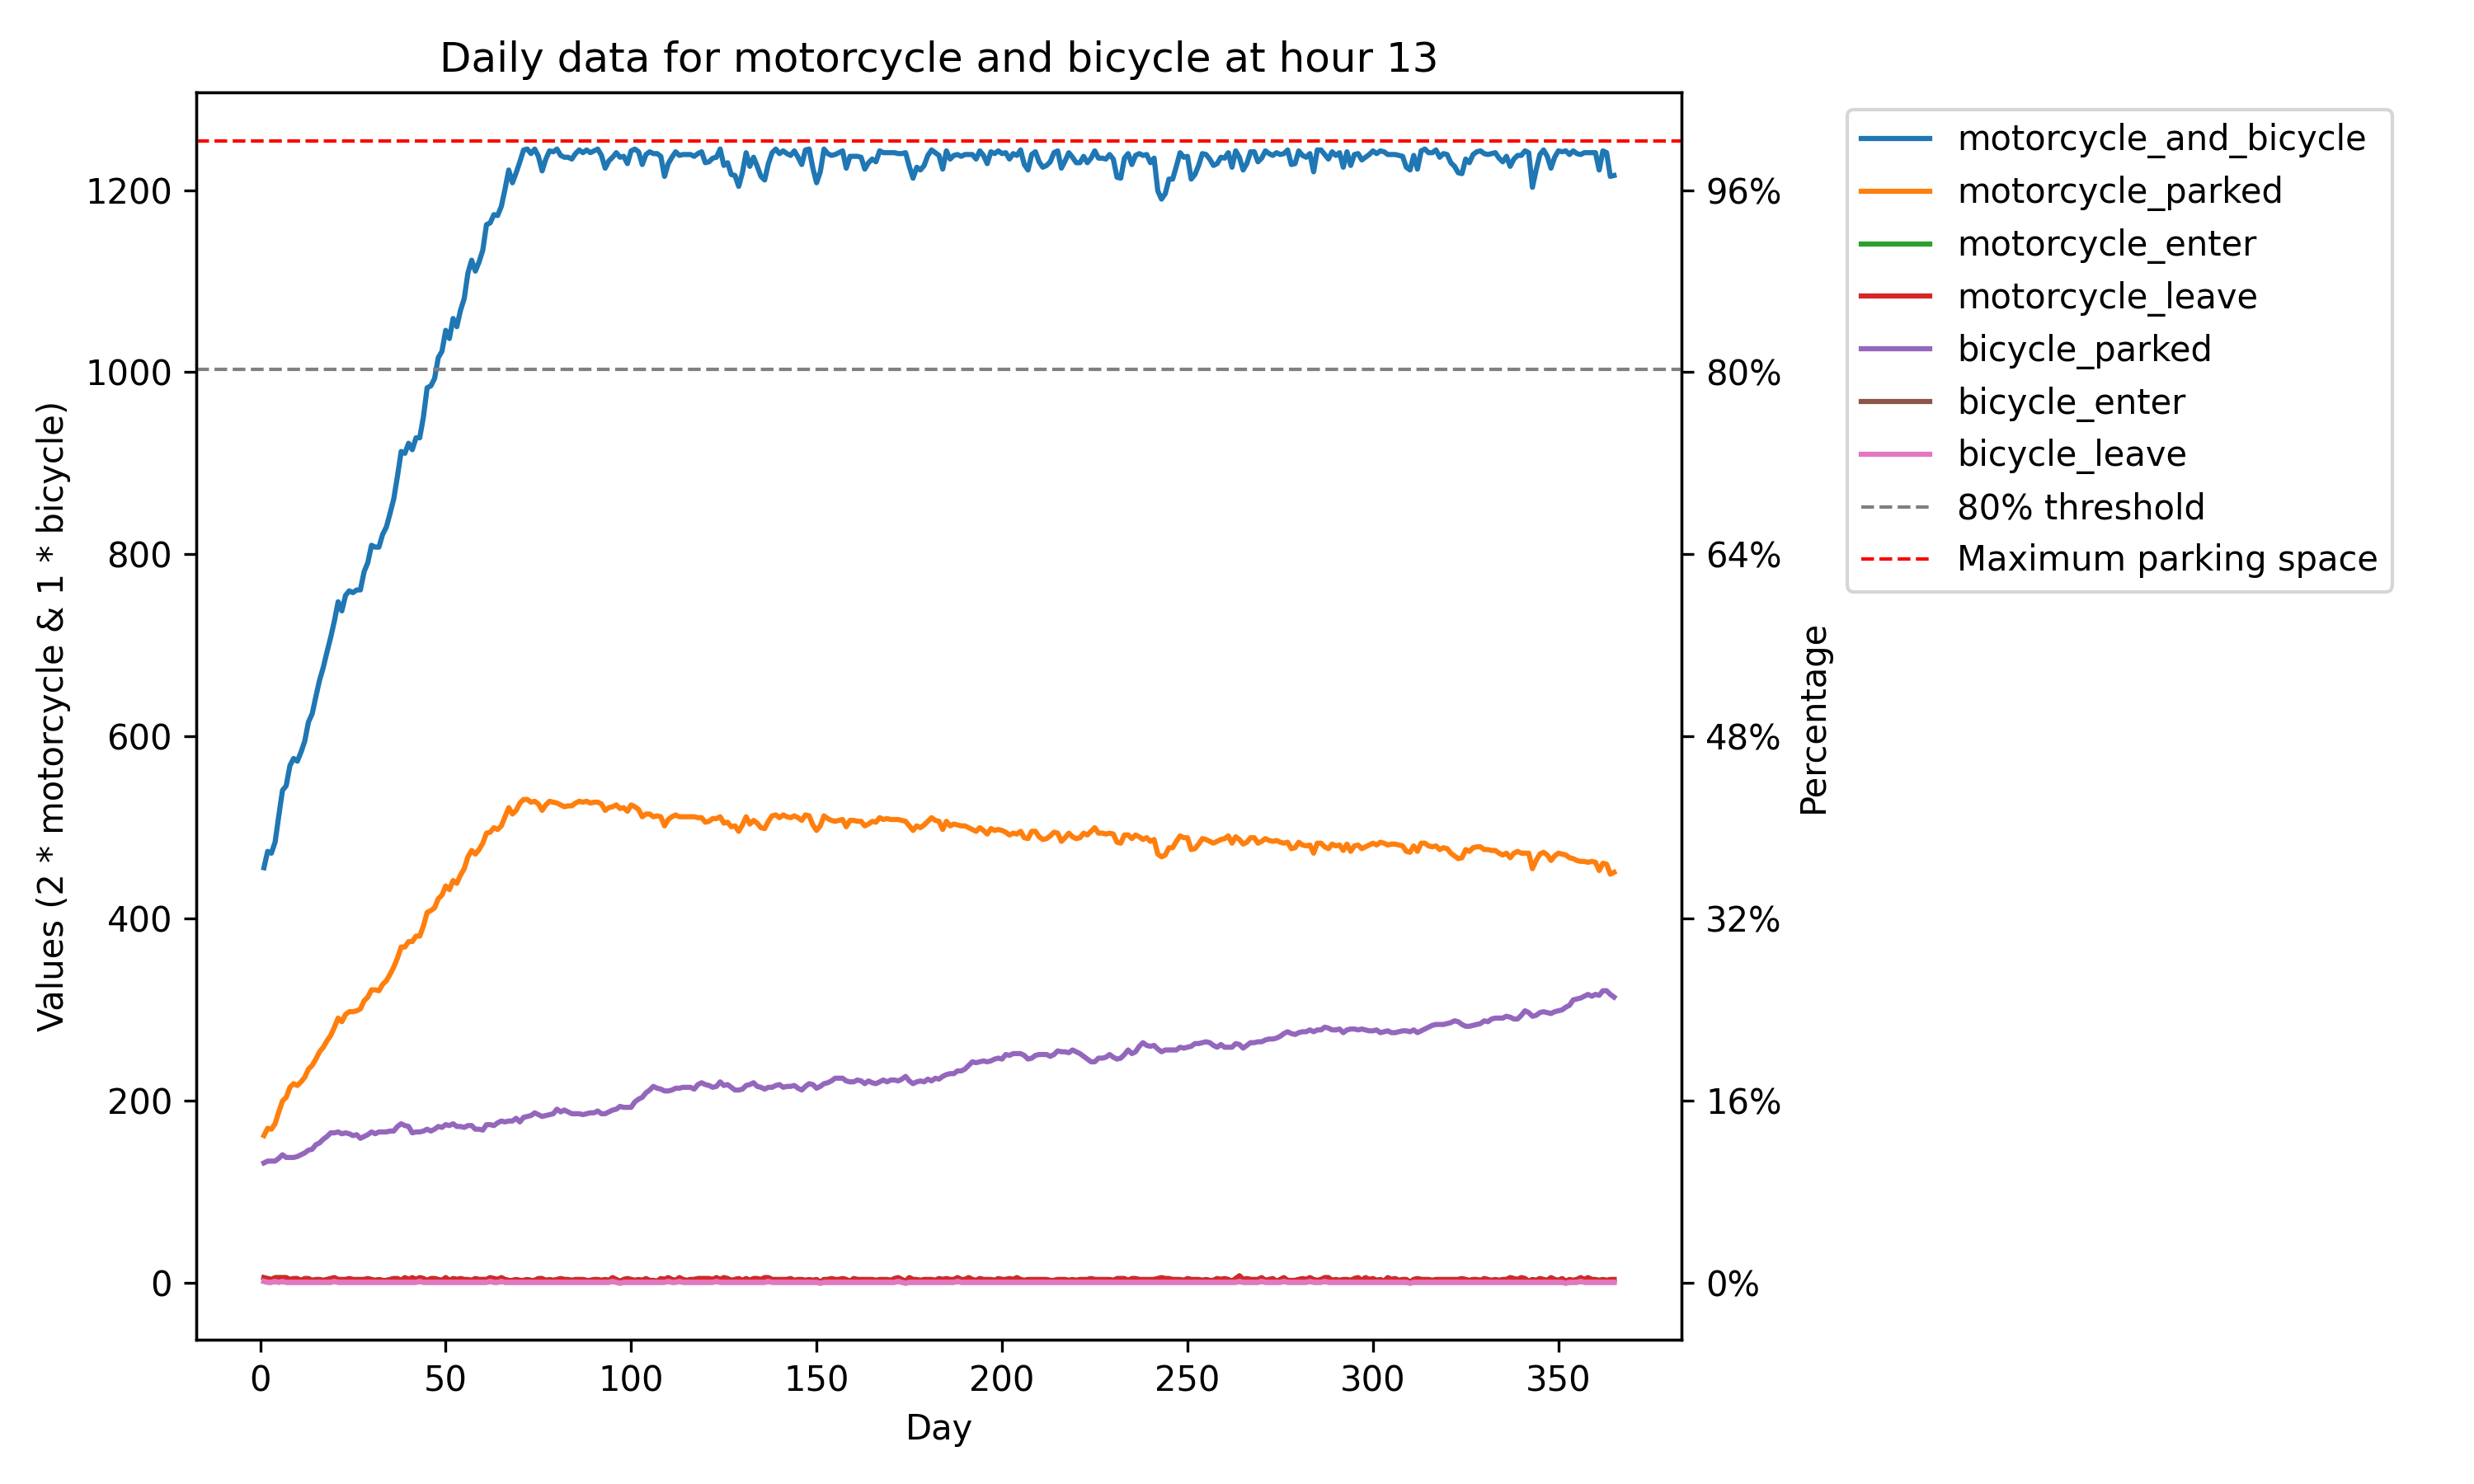 Daily data for motorcycle and bicycle at hour 13
Values (2 * motorcycle & 1 * bicycle)
1200
1000
800
600
400
200
0
96%
80%
64%
48%
32%
16%
0%
Percentage
0 50 100 150 200 250 300 350
Day
motorcycle_and_bicycle
motorcycle_parked
motorcycle_enter
motorcycle_leave
bicycle_parked
bicycle_enter
bicycle_leave
80% threshold
Maximum parking space